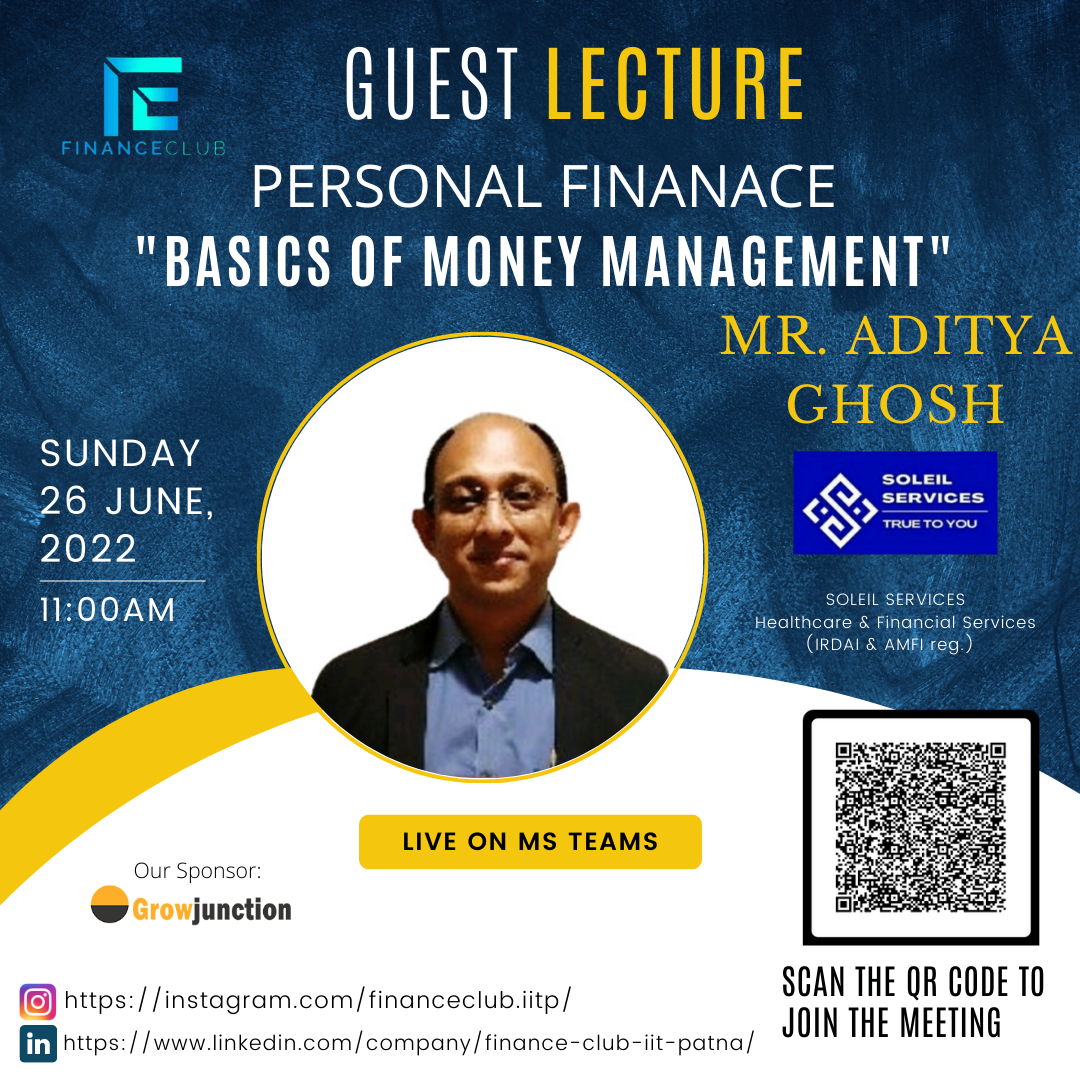 GUEST LECTURE
FINANCECLUB
PERSONAL FINANACE
"BASICS OF MONEY MANAGEMENT"
MR. ADITYA
GHOSH
SUNDAY
26 JUNE,
2022
11:00AM
SOLEIL
SERVICES
TRUE TO YOU
SOLEIL SERVICES
Healthcare & Financial Services
(IRDAI & AMFI reg.)
LIVE ON MS TEAMS
Our Sponsor:
Growjunction
SCAN THE QR CODE TO
JOIN THE MEETING
https://instagram.com/financeclub.iitp/
in https://www.linkedin.com/company/finance-club-iit-patna/